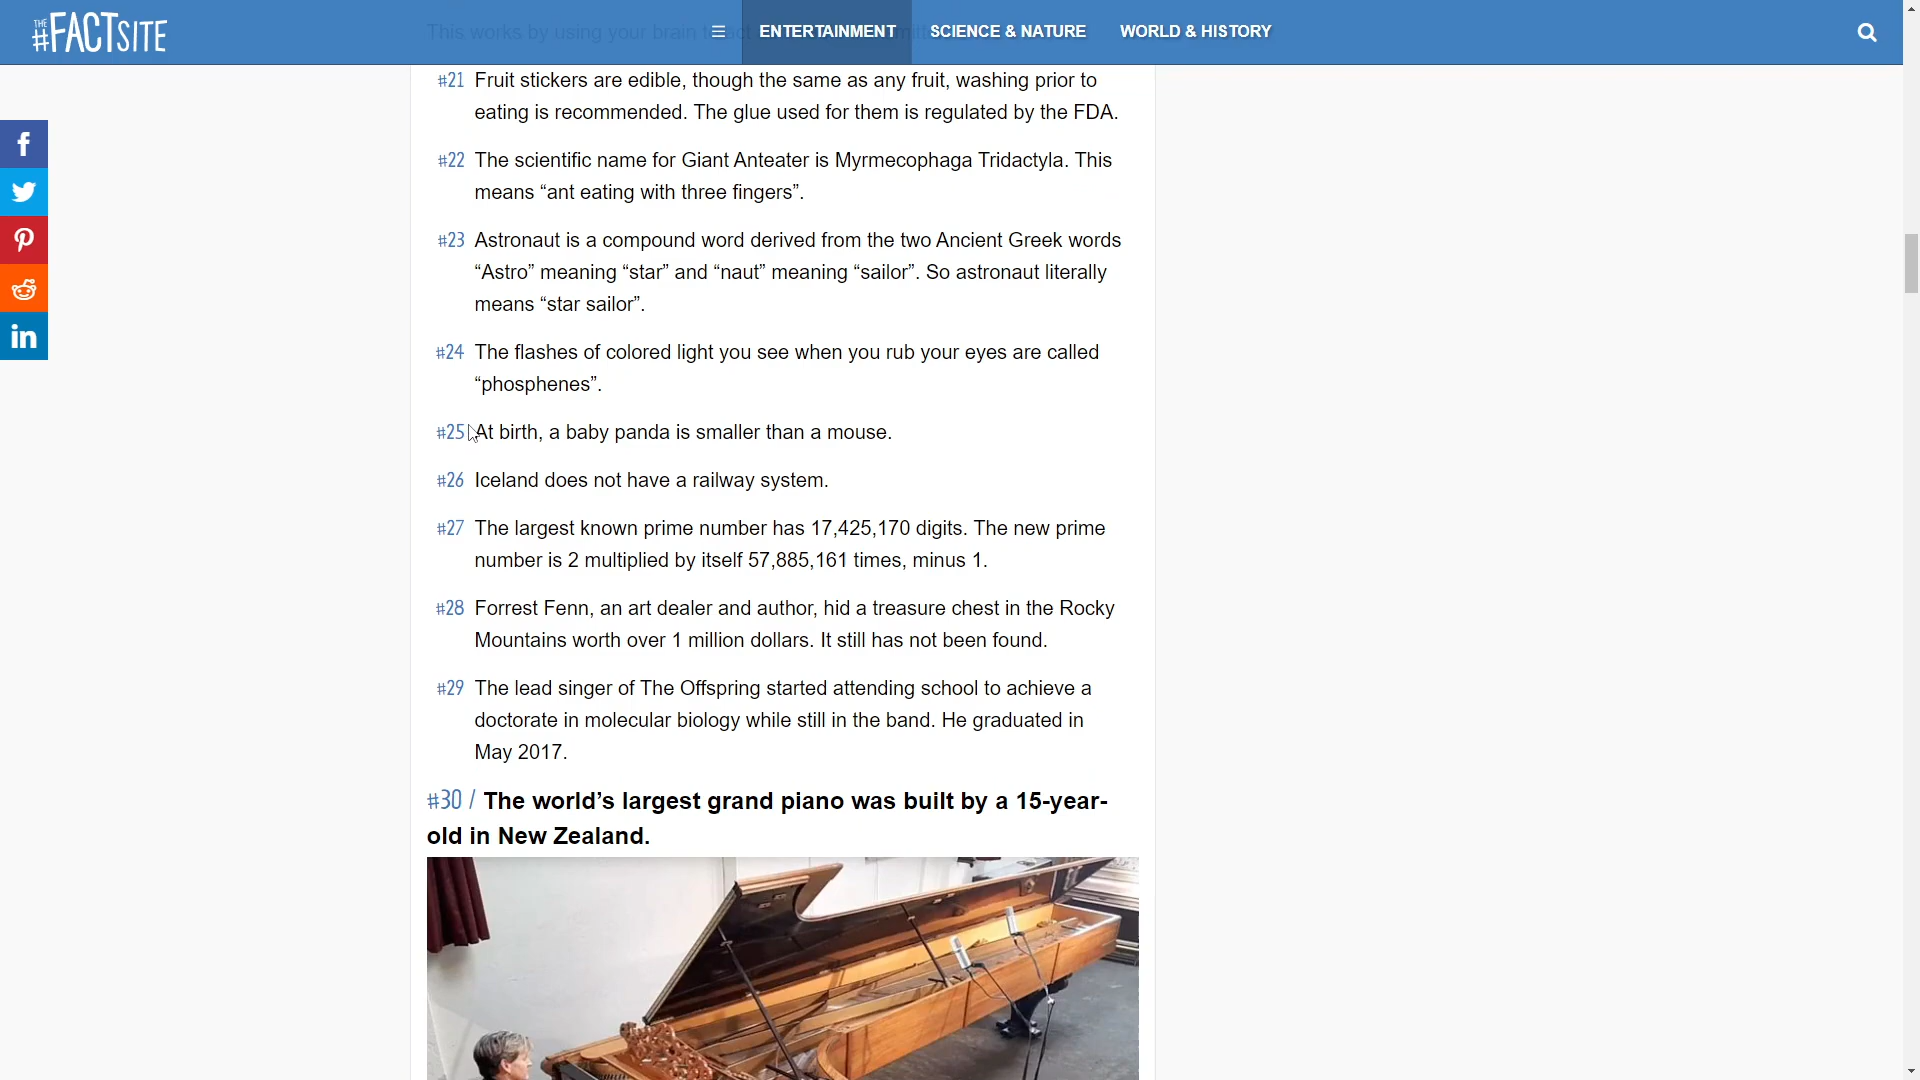 THE #FACTSITE
☰ ENTERTAINMENT SCIENCE & NATURE WORLD & HISTORY
This works by using your brain
#21 Fruit stickers are edible, though the same as any fruit, washing prior to
eating is recommended. The glue used for them is regulated by the FDA.
#22 The scientific name for Giant Anteater is Myrmecophaga Tridactyla. This
means “ant eating with three fingers”.
#23 Astronaut is a compound word derived from the two Ancient Greek words
“Astro” meaning “star” and “naut” meaning “sailor”. So astronaut literally
means “star sailor”.
#24 The flashes of colored light you see when you rub your eyes are called
“phosphenes”.
#25 At birth, a baby panda is smaller than a mouse.
#26 Iceland does not have a railway system.
#27 The largest known prime number has 17,425,170 digits. The new prime
number is 2 multiplied by itself 57,885,161 times, minus 1.
#28 Forrest Fenn, an art dealer and author, hid a treasure chest in the Rocky
Mountains worth over 1 million dollars. It still has not been found.
#29 The lead singer of The Offspring started attending school to achieve a
doctorate in molecular biology while still in the band. He graduated in
May 2017.
#30 / The world’s largest grand piano was built by a 15-year-
old in New Zealand.